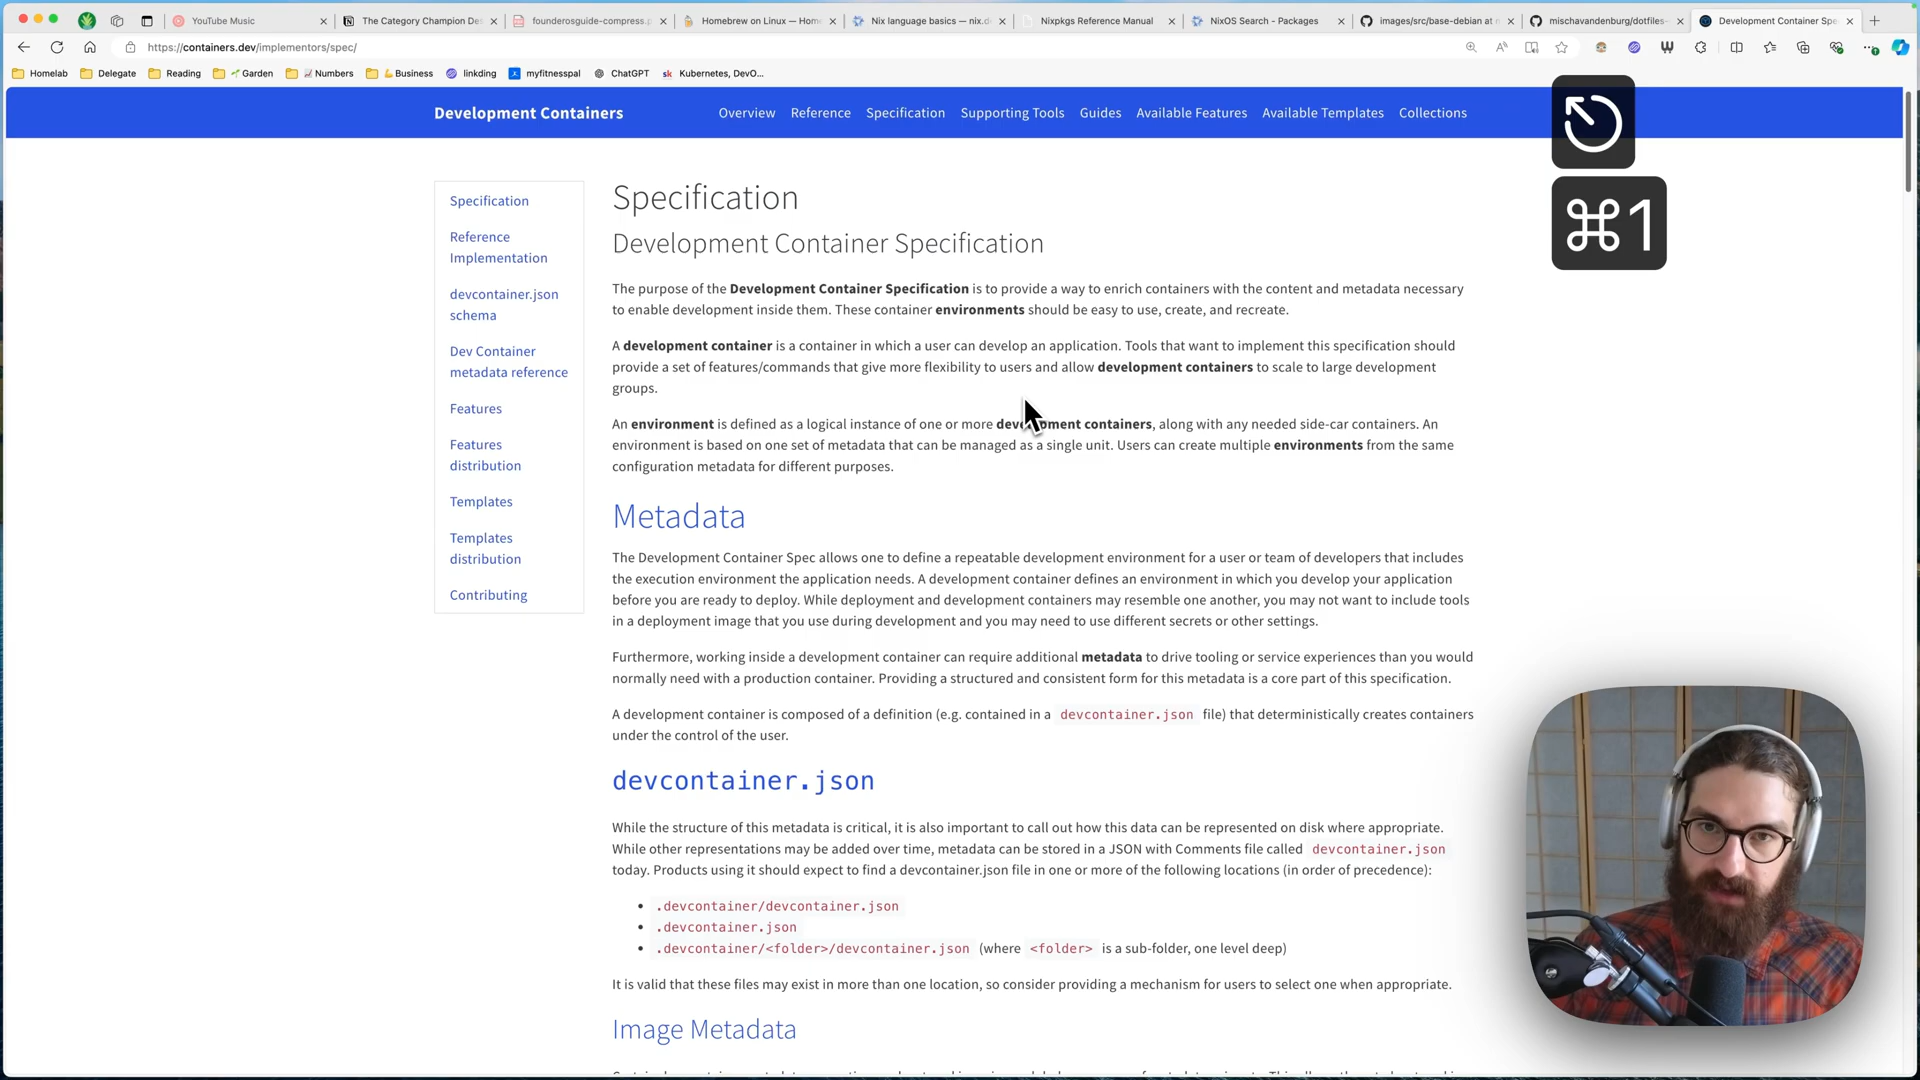 YouTube Music
The Category Champion De
founderosguide-compress.p
Homebrew on Linux — Hom
Nix language basics — nix.d
Nixpkgs Reference Manual
NixOS Search - Packages
images/src/base-debian at
mischavandenburg/dotfiles-
Development Container Spe
https://containers.dev/implementors/spec/
Homelab
Delegate
Reading
Garden
Numbers
Business
linkding
myfitnesspal
ChatGPT
sk Kubernetes, DevO...
Development Containers
Overview
Reference
Specification
Supporting Tools
Guides
Available Features
Available Templates
Collections
⌘1
Specification
Reference
Implementation
devcontainer.json
schema
Dev Container
metadata reference
Features
Features
distribution
Templates
Templates
distribution
Contributing
Specification
Development Container Specification
The purpose of the Development Container Specification is to provide a way to enrich containers with the content and metadata necessary
to enable development inside them. These container environments should be easy to use, create, and recreate.
A development container is a container in which a user can develop an application. Tools that want to implement this specification should
provide a set of features/commands that give more flexibility to users and allow development containers to scale to large development
groups.
An environment is defined as a logical instance of one or more development containers, along with any needed side-car containers. An
environment is based on one set of metadata that can be managed as a single unit. Users can create multiple environments from the same
configuration metadata for different purposes.
Metadata
The Development Container Spec allows one to define a repeatable development environment for a user or team of developers that includes
the execution environment the application needs. A development container defines an environment in which you develop your application
before you are ready to deploy. While deployment and development containers may resemble one another, you may not want to include tools
in a deployment image that you use during development and you may need to use different secrets or other settings.
Furthermore, working inside a development container can require additional metadata to drive tooling or service experiences than you would
normally need with a production container. Providing a structured and consistent form for this metadata is a core part of this specification.
A development container is composed of a definition (e.g. contained in a devcontainer.json file) that deterministically creates containers
under the control of the user.
devcontainer.json
While the structure of this metadata is critical, it is also important to call out how this data can be represented on disk where appropriate.
While other representations may be added over time, metadata can be stored in a JSON with Comments file called devcontainer.json
today. Products using it should expect to find a devcontainer.json file in one or more of the following locations (in order of precedence):
• .devcontainer/devcontainer.json
• .devcontainer.json
• .devcontainer/<folder>/devcontainer.json (where <folder> is a sub-folder, one level deep)
It is valid that these files may exist in more than one location, so consider providing a mechanism for users to select one when appropriate.
Image Metadata